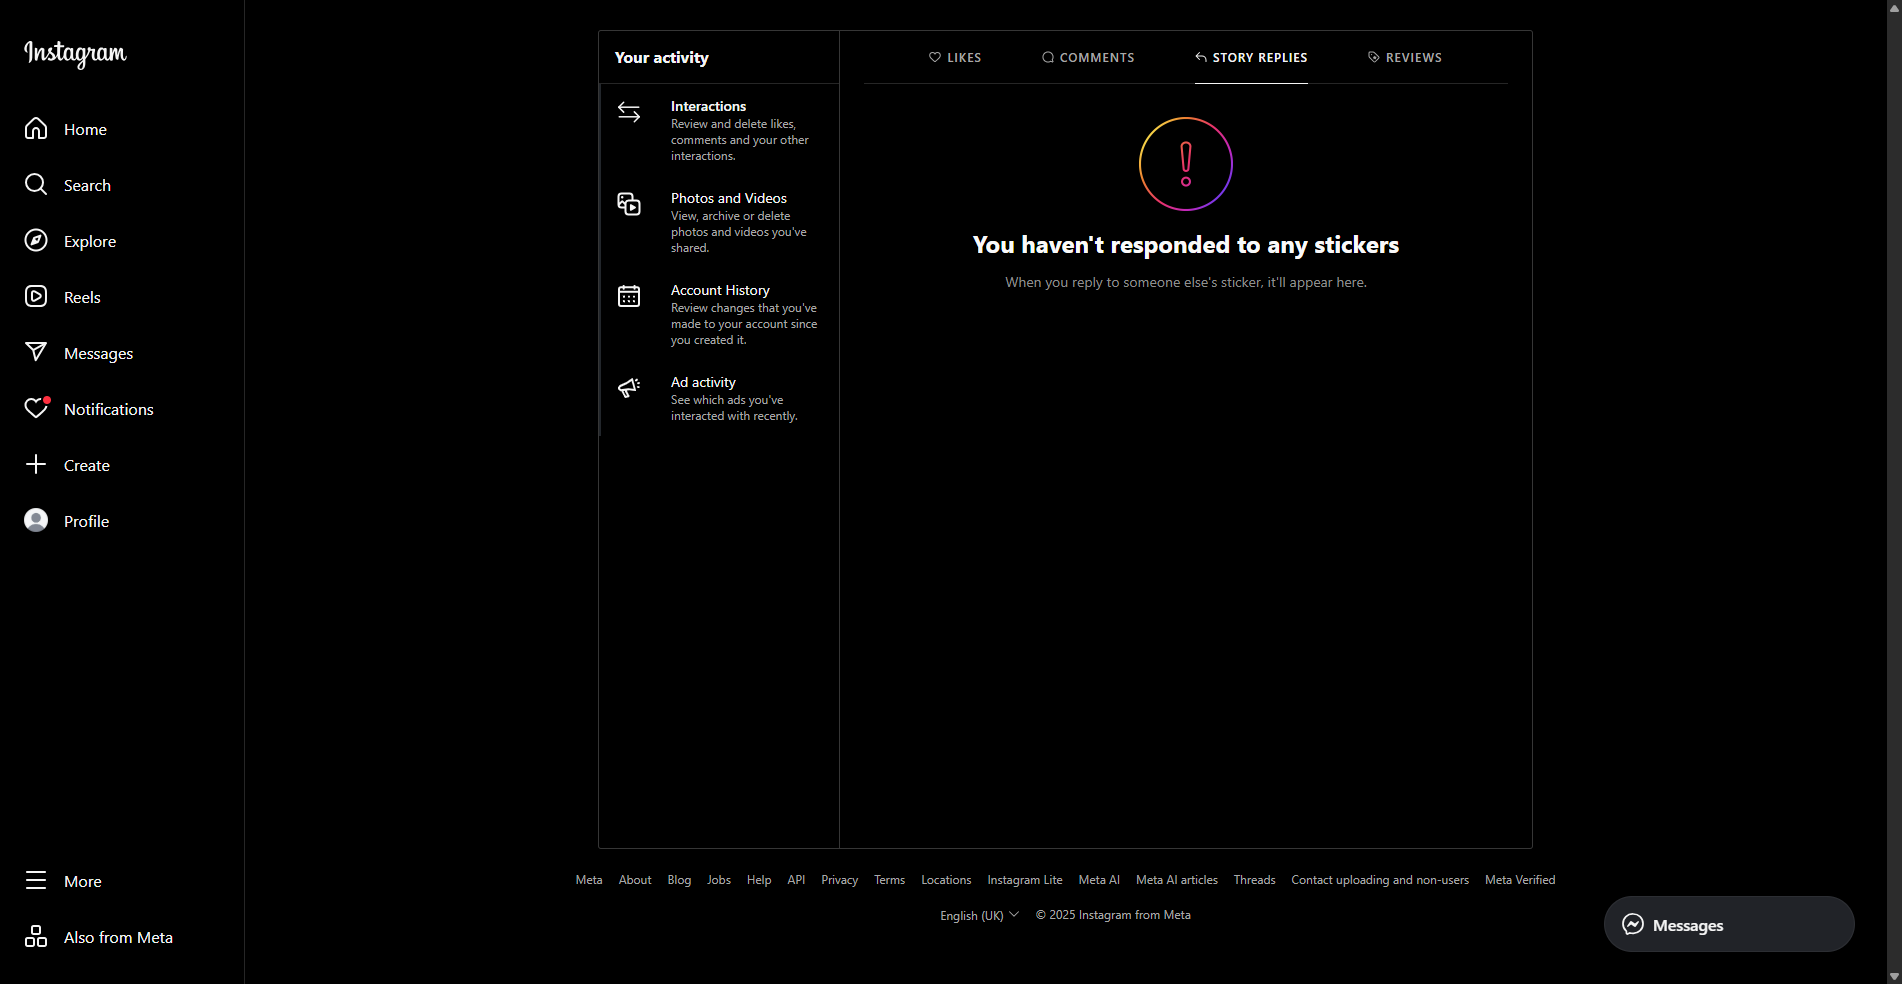 Instagram
Home
Search
Explore
Reels
Messages
Notifications
Create
Profile
More
Also from Meta
Your activity
Interactions
Review and delete likes,
comments and your other
interactions.
Photos and Videos
View, archive or delete
photos and videos you've
shared.
Account History
Review changes that you've
made to your account since
you created it.
Ad activity
See which ads you've
interacted with recently.
LIKES COMMENTS STORY REPLIES REVIEWS
You haven't responded to any stickers
When you reply to someone else's sticker, it'll appear here.
Meta About Blog Jobs Help API Privacy Terms Locations Instagram Lite Meta AI Meta AI articles Threads Contact uploading and non-users Meta Verified
English (UK) © 2025 Instagram from Meta
Messages